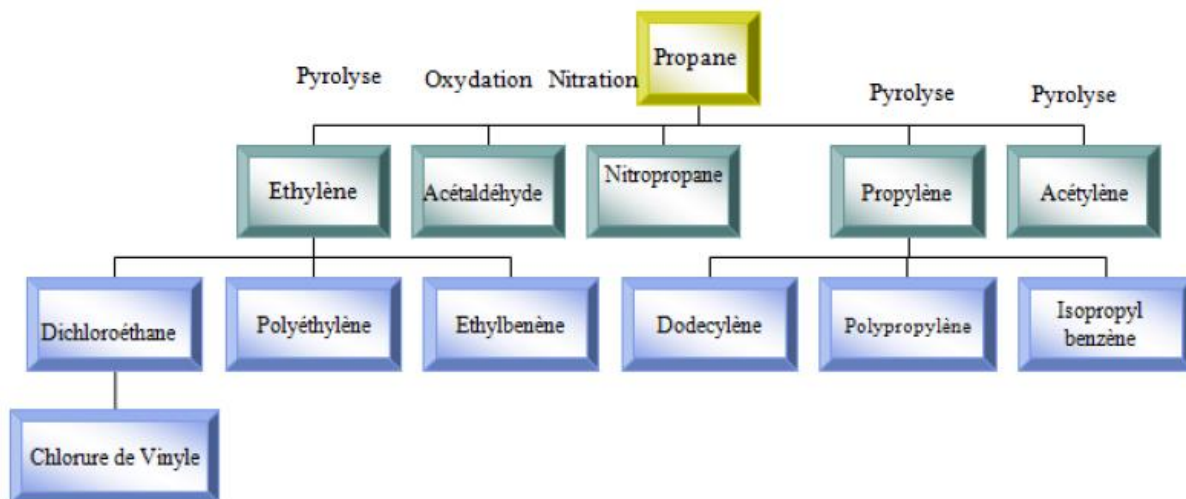 Propane
Pyrolyse
Oxydation
Nitration
Pyrolyse
Pyrolyse
Ethylène
Acétaldéhyde
Nitropropane
Propylène
Acétylène
Dichloroéthane
Polyéthylène
Ethylbenène
Dodecylène
Polypropylène
Isopropyl
benzène
Chlorure de Vinyle